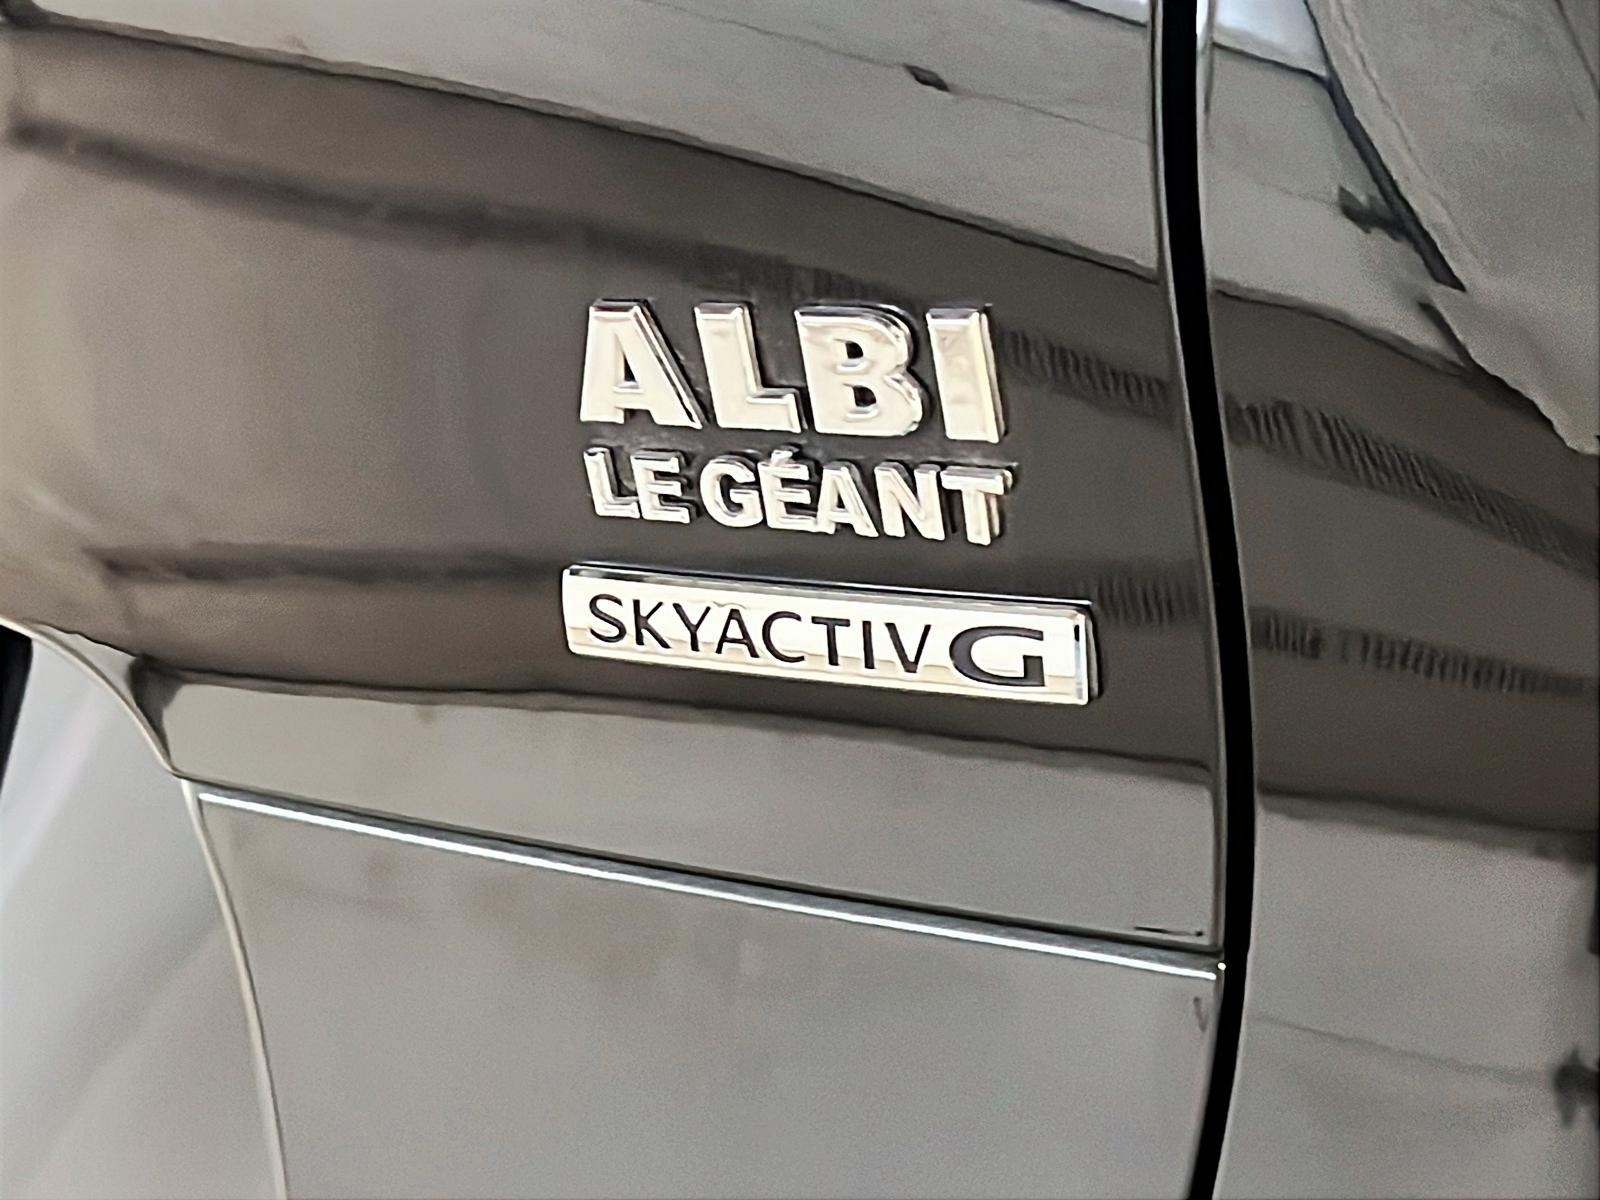 ALBI
LE GÉANT
SKYACTIV G